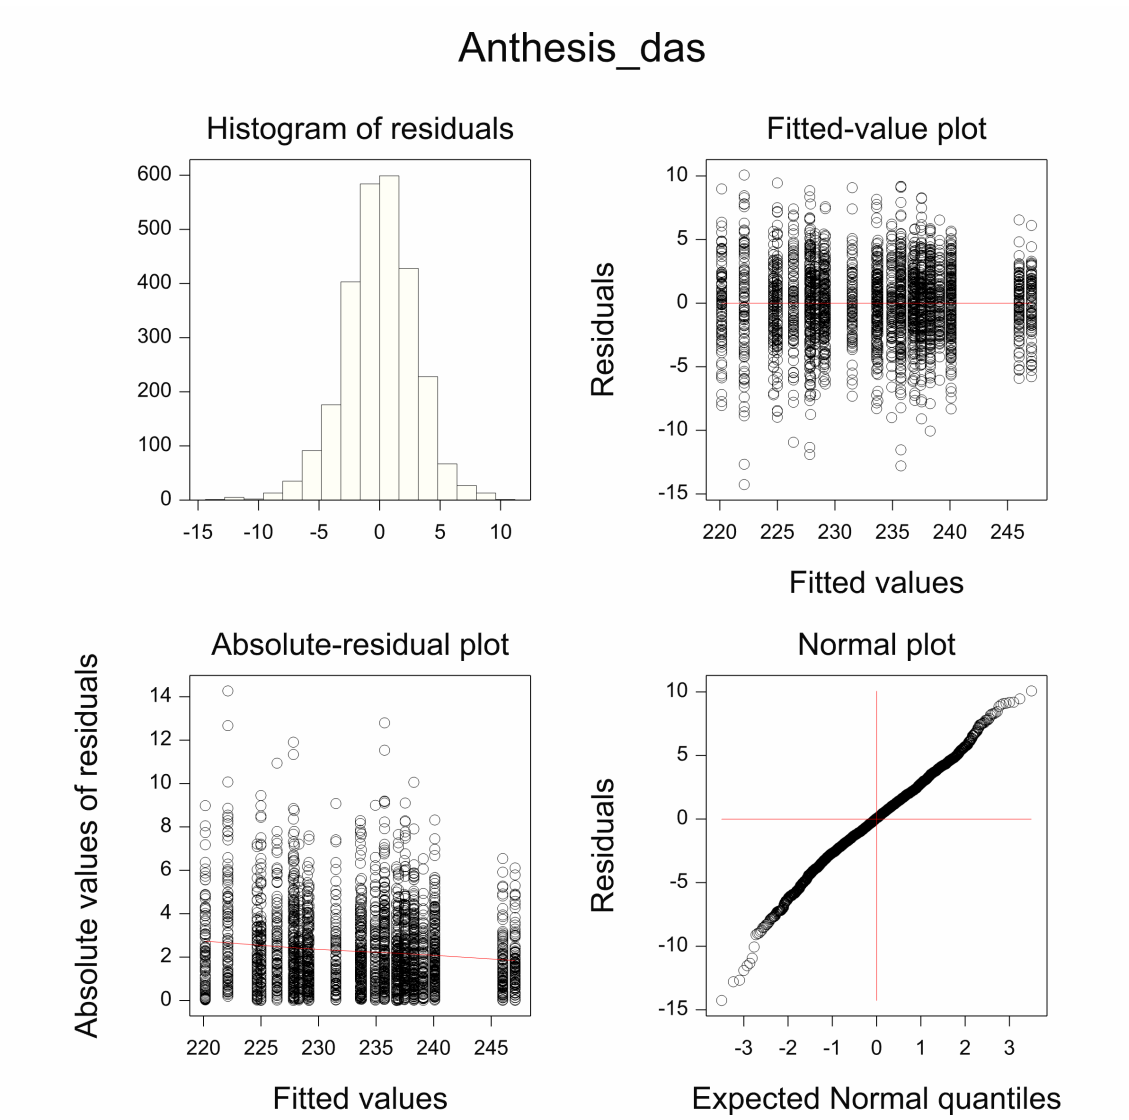 Anthesis_das
Histogram of residuals
600
500
400
300
200
100
0
-15 -10 -5 0 5 10
Fitted-value plot
Residuals
10
5
0
-5
-10
-15
220 225 230 235 240 245
Fitted values
Absolute-residual plot
Absolute values of residuals
14
12
10
8
6
4
2
0
220 225 230 235 240 245
Fitted values
Normal plot
Residuals
10
5
0
-5
-10
-15
-3 -2 -1 0 1 2 3
Expected Normal quantiles